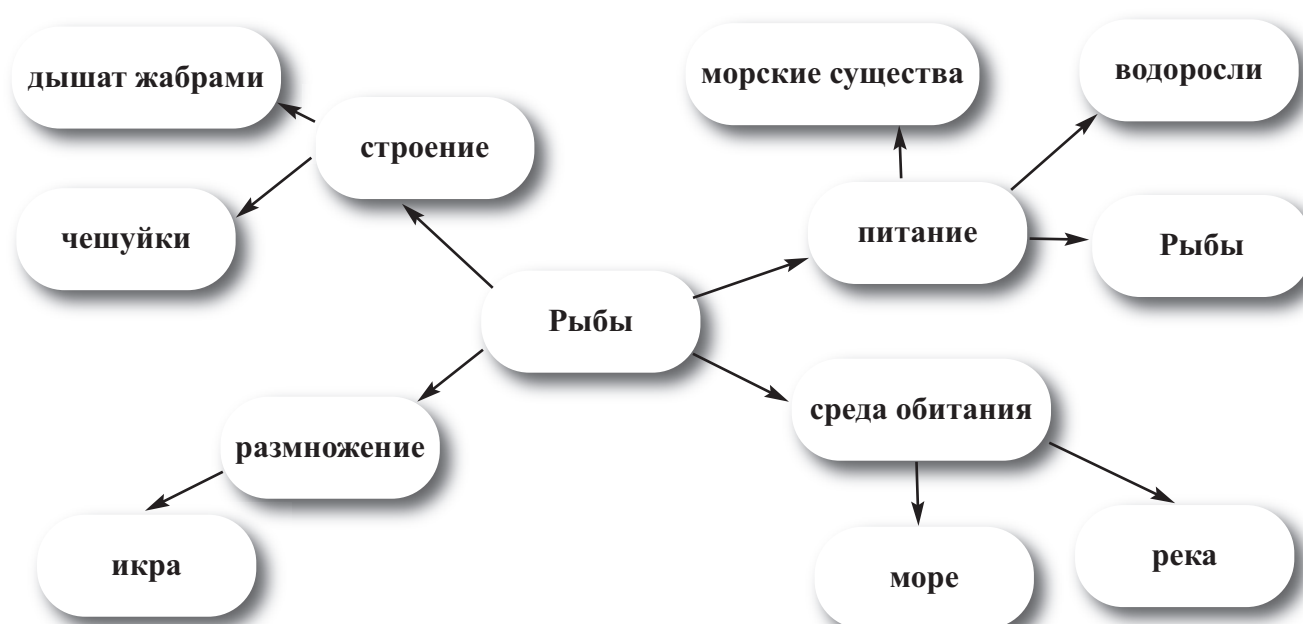 дышат жабрами
строение
чешуйки
морские существа
водоросли
питание
Рыбы
Рыбы
среда обитания
размножение
икра
море
река